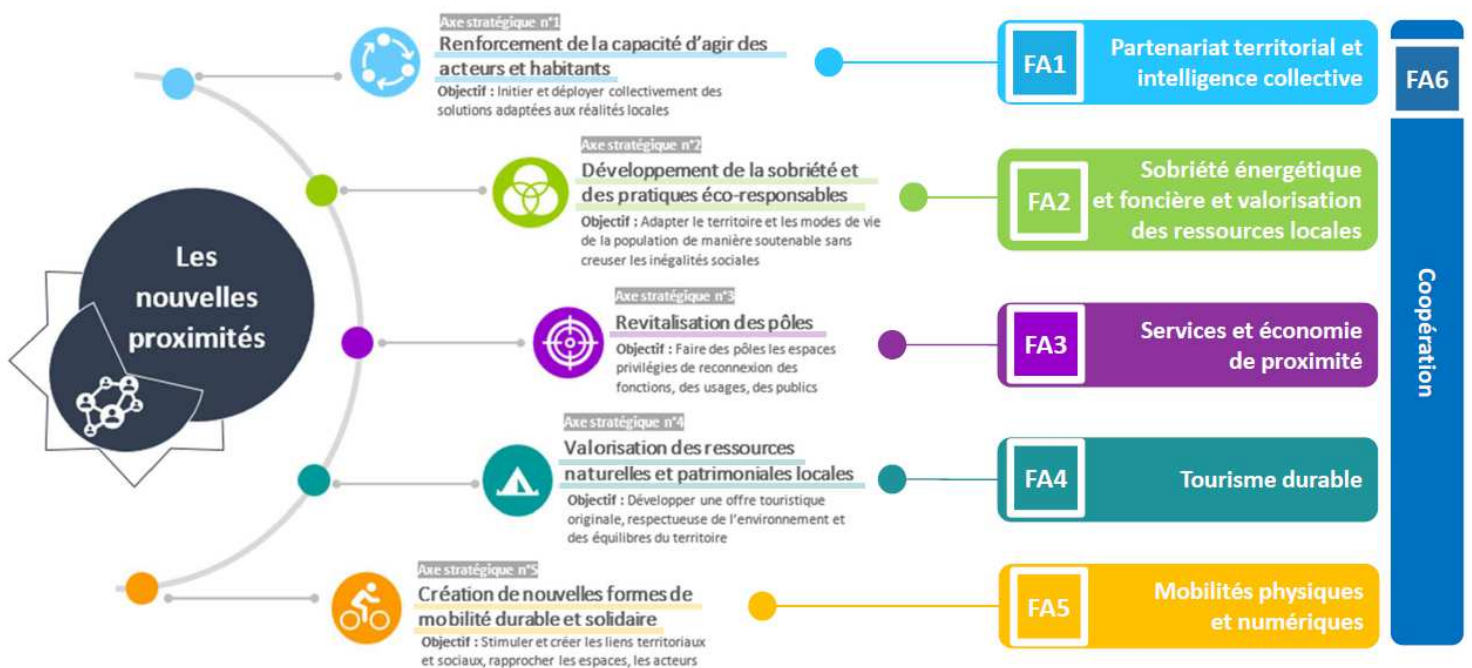 Les
nouvelles
proximités
Axe stratégique n°1
Renforcement de la capacité d'agir des
acteurs et habitants
Objectif : Initier et déployer collectivement des
solutions adaptées aux réalités locales
FA1
Partenariat territorial et
intelligence collective
Axe stratégique n°2
Développement de la sobriété et
des pratiques éco-responsables
Objectif : Adapter le territoire et les modes de vie
de la population de manière soutenable sans
creuser les inégalités sociales
FA2
Sobriété énergétique
et foncière et valorisation
des ressources locales
Axe stratégique n°3
Revitalisation des pôles
Objectif : Faire des pôles les espaces
privilégies de reconnexion des
fonctions, des usages, des publics
FA3
Services et économie
de proximité
Axe stratégique n°4
Valorisation des ressources
naturelles et patrimoniales locales
Objectif : Développer une offre touristique
originale, respectueuse de l'environnement et
des équilibres du territoire
FA4
Tourisme durable
Axe stratégique n°5
Création de nouvelles formes de
mobilité durable et solidaire
Objectif : Stimuler et créer les liens territoriaux
et sociaux, rapprocher les espaces, les acteurs
FA5
Mobilités physiques
et numériques
FA6
Coopération